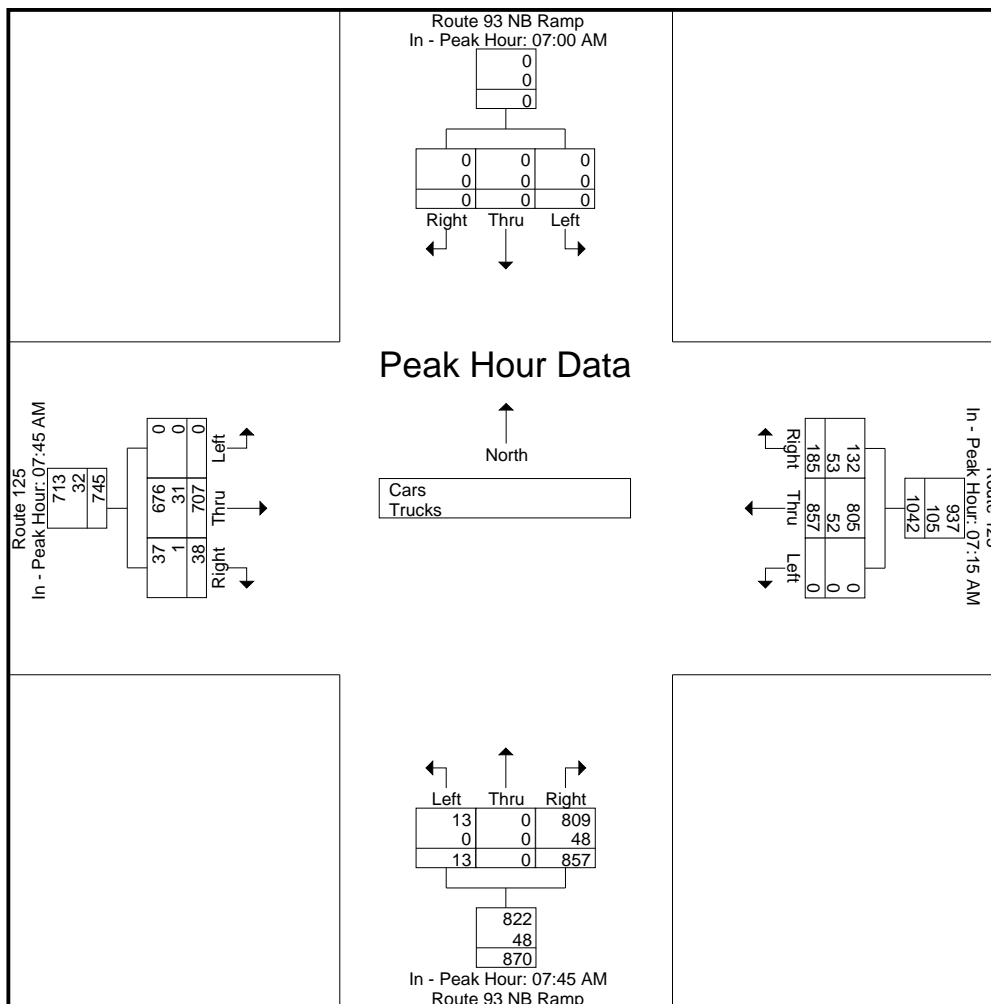 Route 93 NB Ramp
In - Peak Hour: 07:00 AM
0
0
0
0 0 0
0 0 0
0 0 0
Right Thru Left
Peak Hour Data
North
Cars
Trucks
Route 125
In - Peak Hour: 07:45 AM
713
32
745
0 0 0
Left
676 31 707
Thru
37 1 38
Right
In - Peak Hour: 07:15 AM
937
105
1042
132 53 185
Right
805 52 857
Thru
0 0 0
Left
Left Thru Right
13 0 809
0 0 48
13 0 857
822
48
870
In - Peak Hour: 07:45 AM
Route 93 NB Ramp